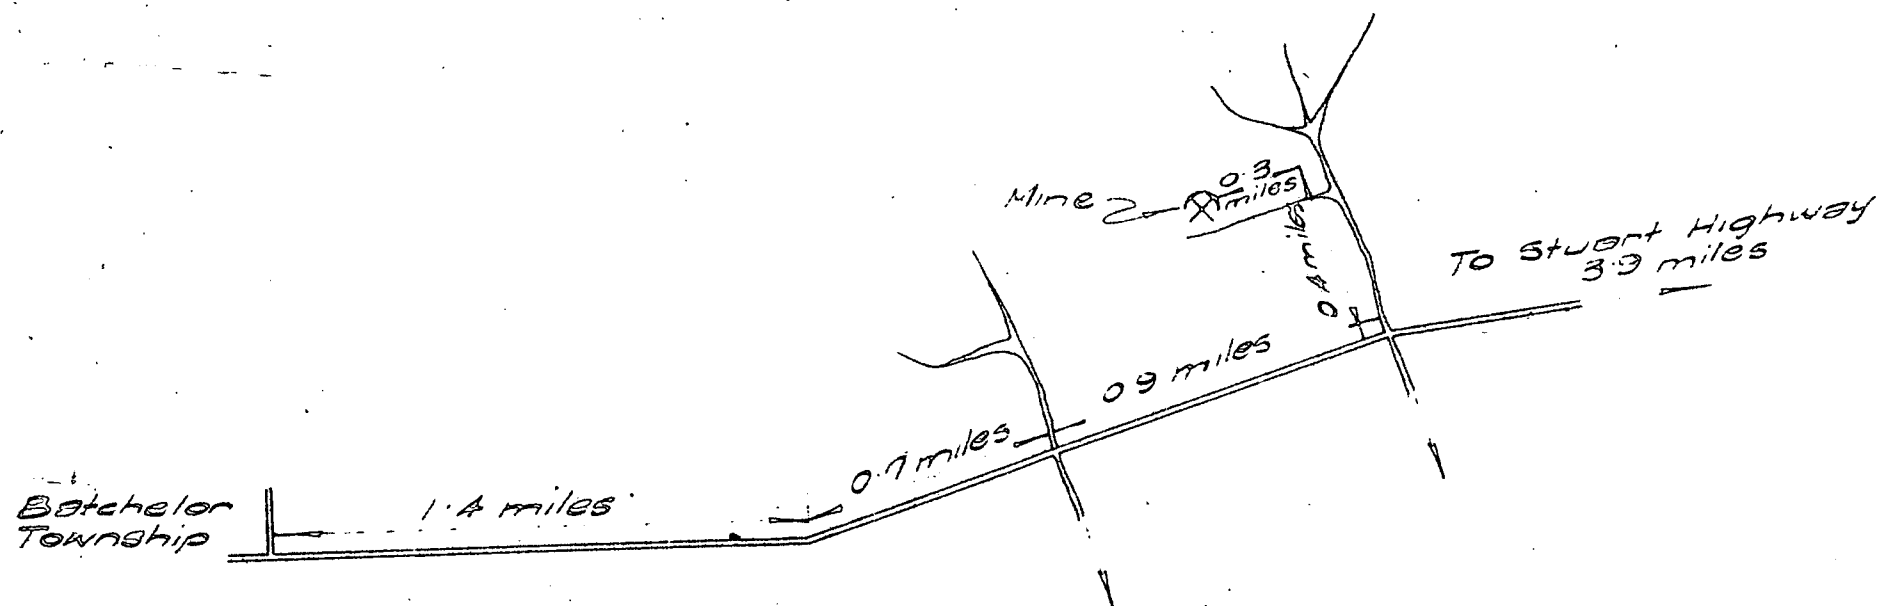 Mine
0.3
miles
0.4 miles
To Stuart Highway
3.9 miles
0.9 miles
0.7 miles
1.4 miles
Batchelor
Township